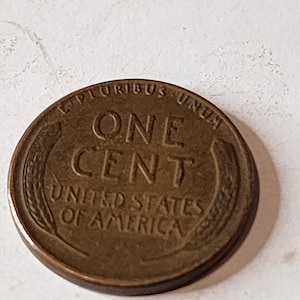 E·PLURIBUS·UNUM
ONE
CENT
UNITED STATES
OF AMERICA